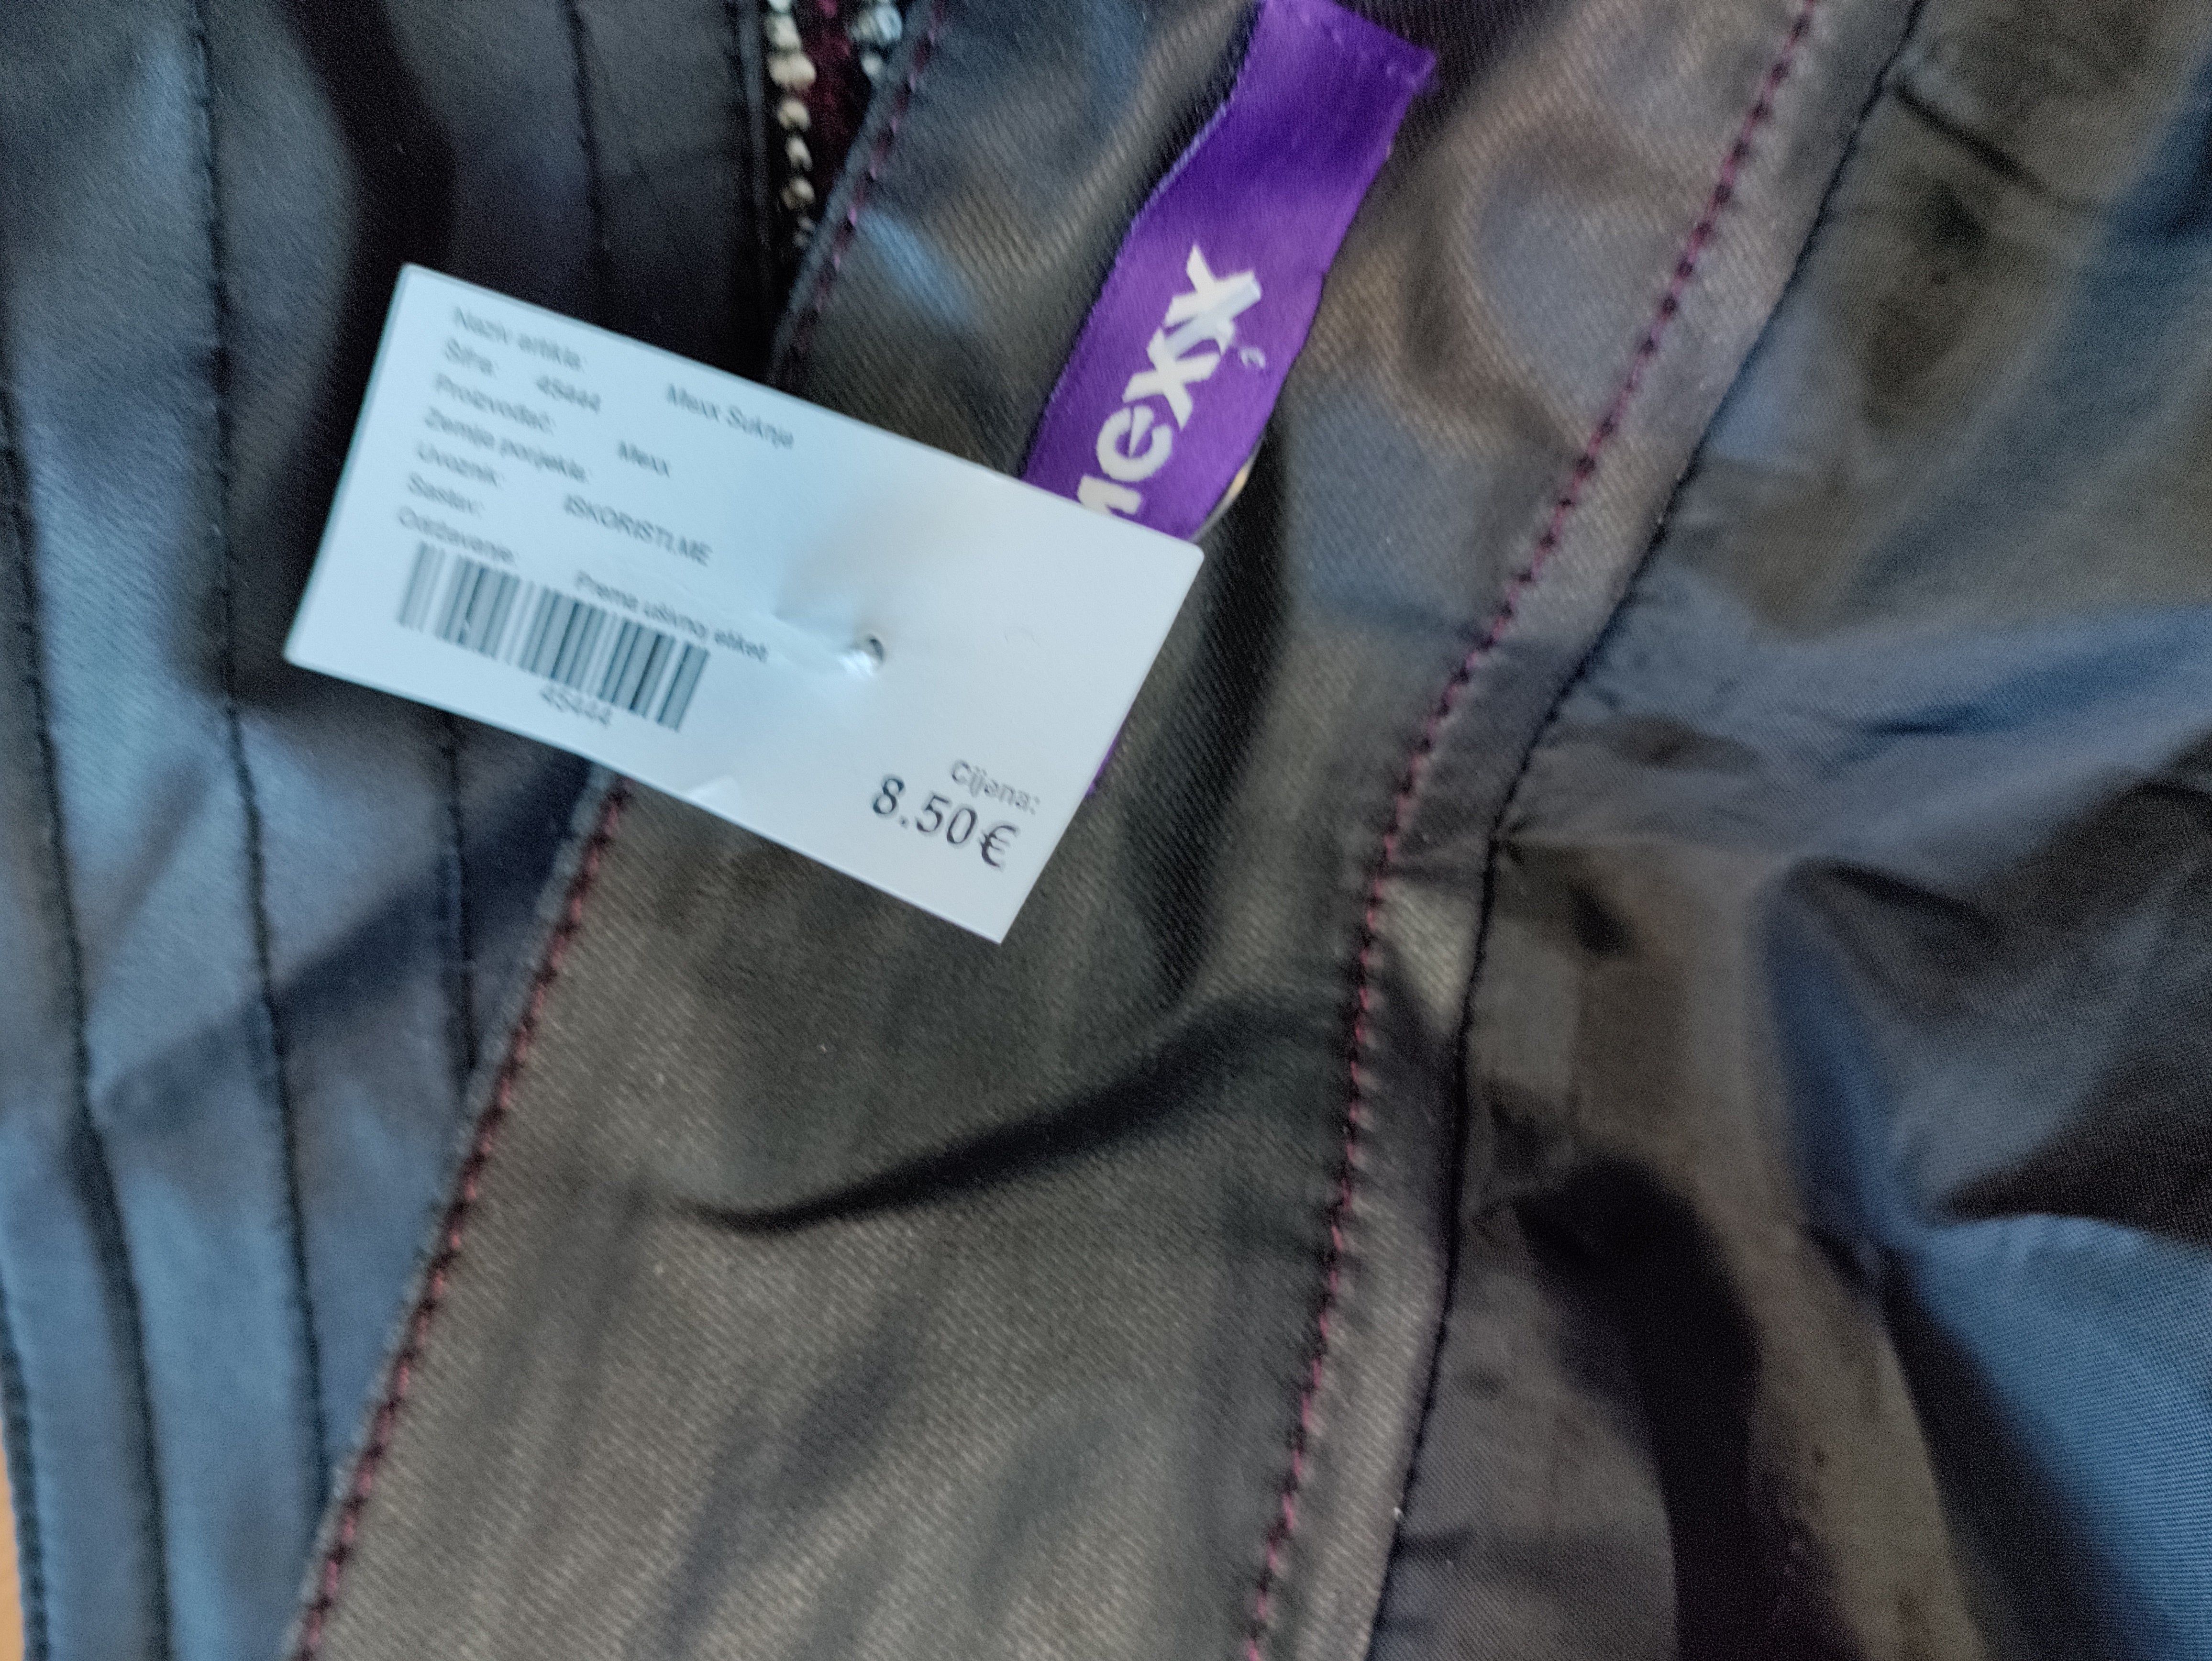 Naziv artikla: Mexx Suknja
Šifra: 45444
Proizvođač: Mexx
Zemlja porijekla:
Uvoznik: ISKORISTI.ME
Sastav:
Održavanje: Prema ušivnoj etiketi
45444
Cijena:
8.50€
Mexx